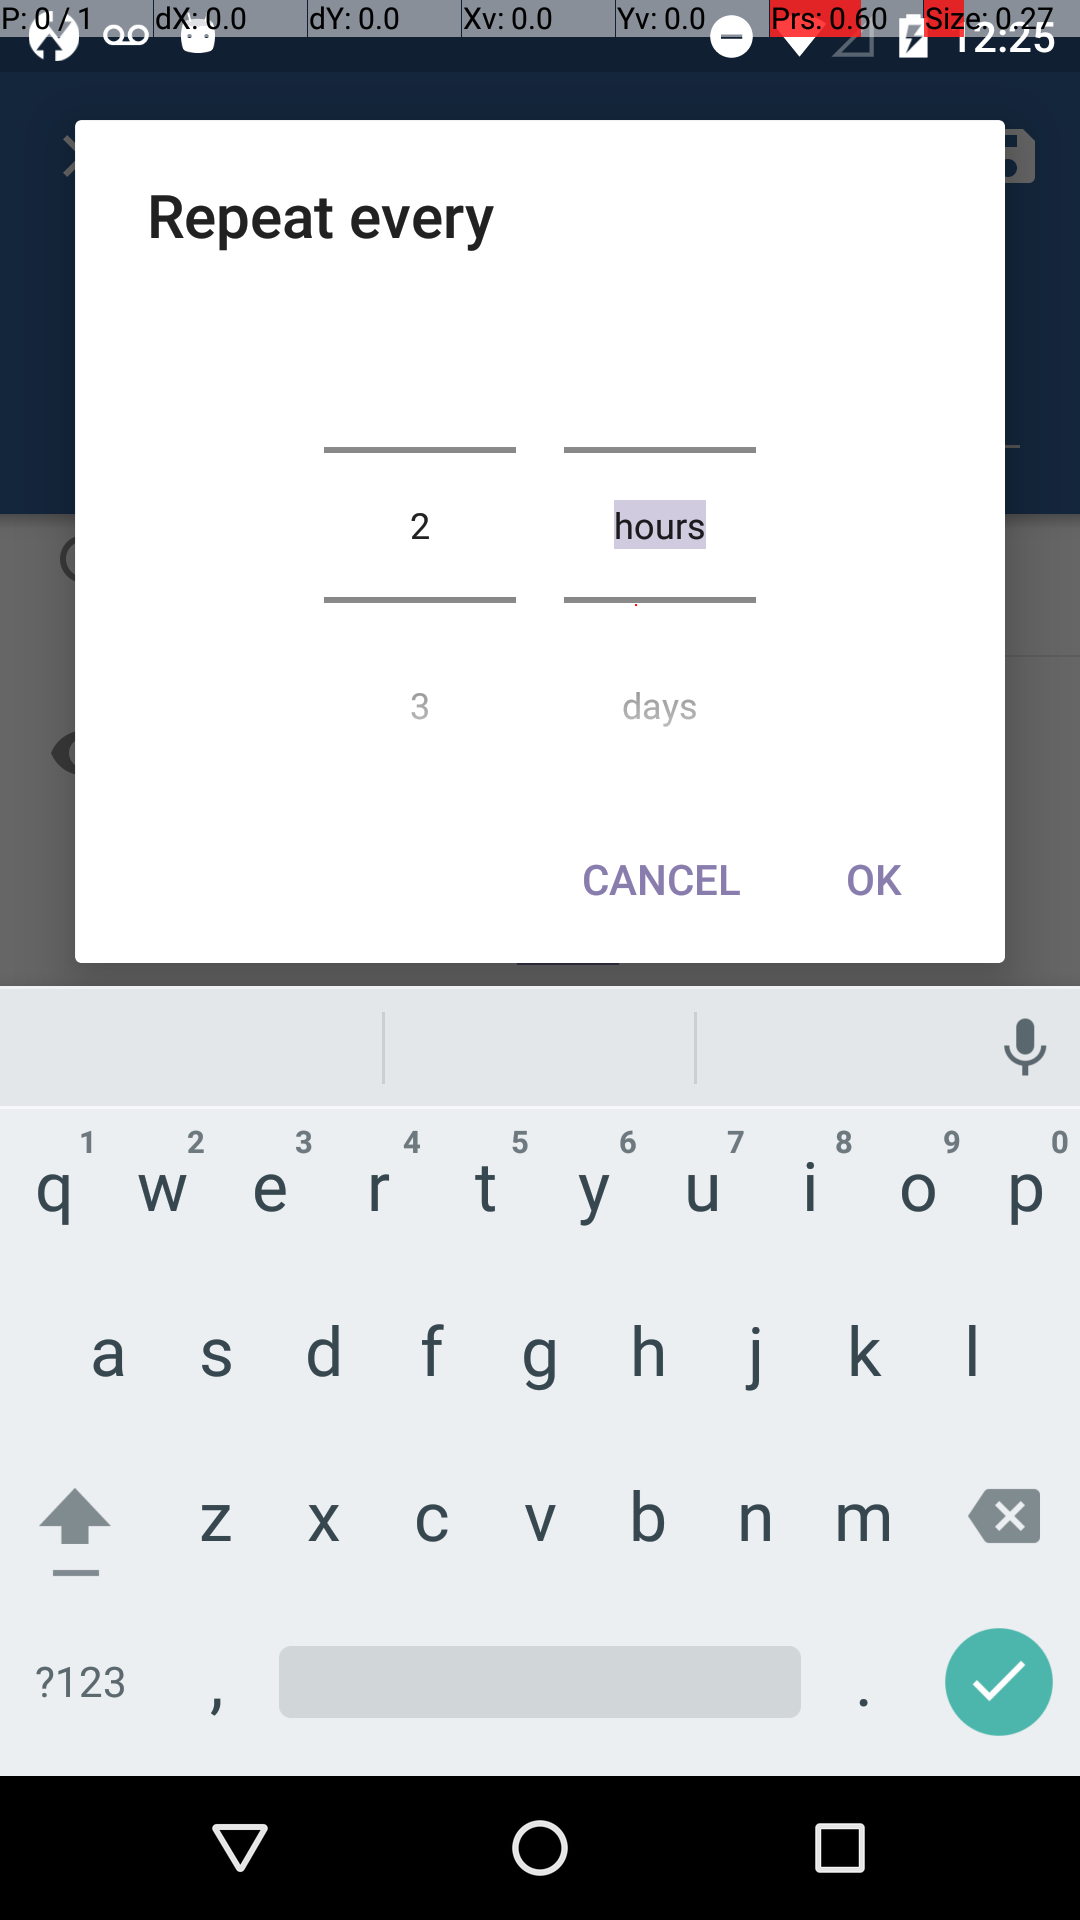 P: 0 / 1 dX: 0.0 dY: 0.0 Xv: 0.0 Yv: 0.0 Prs: 0.60 Size: 0.27
12:25
Repeat every
2 hours
3 days
CANCEL OK
1 2 3 4 5 6 7 8 9 0
q w e r t y u i o p
a s d f g h j k l
z x c v b n m
?123 , .